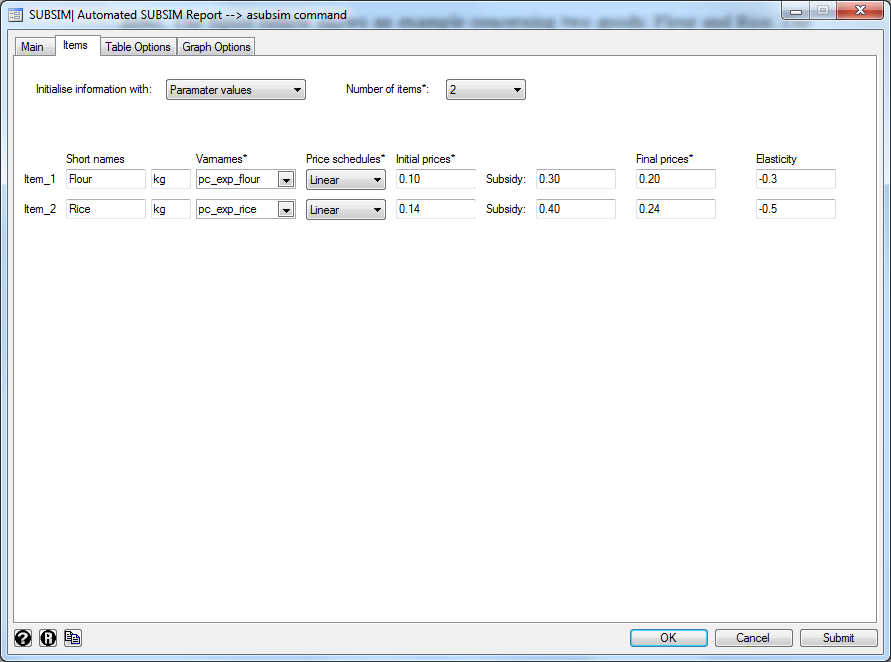 SUBSIM| Automated SUBSIM Report --> asubsim command
Main Items Table Options Graph Options
Initialise information with: Paramater values Number of items*: 2
Short names Varnames* Price schedules* Initial prices* Final prices* Elasticity
Item_1 Flour kg pc_exp_flour Linear 0.10 Subsidy: 0.30 0.20 -0.3
Item_2 Rice kg pc_exp_rice Linear 0.14 Subsidy: 0.40 0.24 -0.5
? R OK Cancel Submit